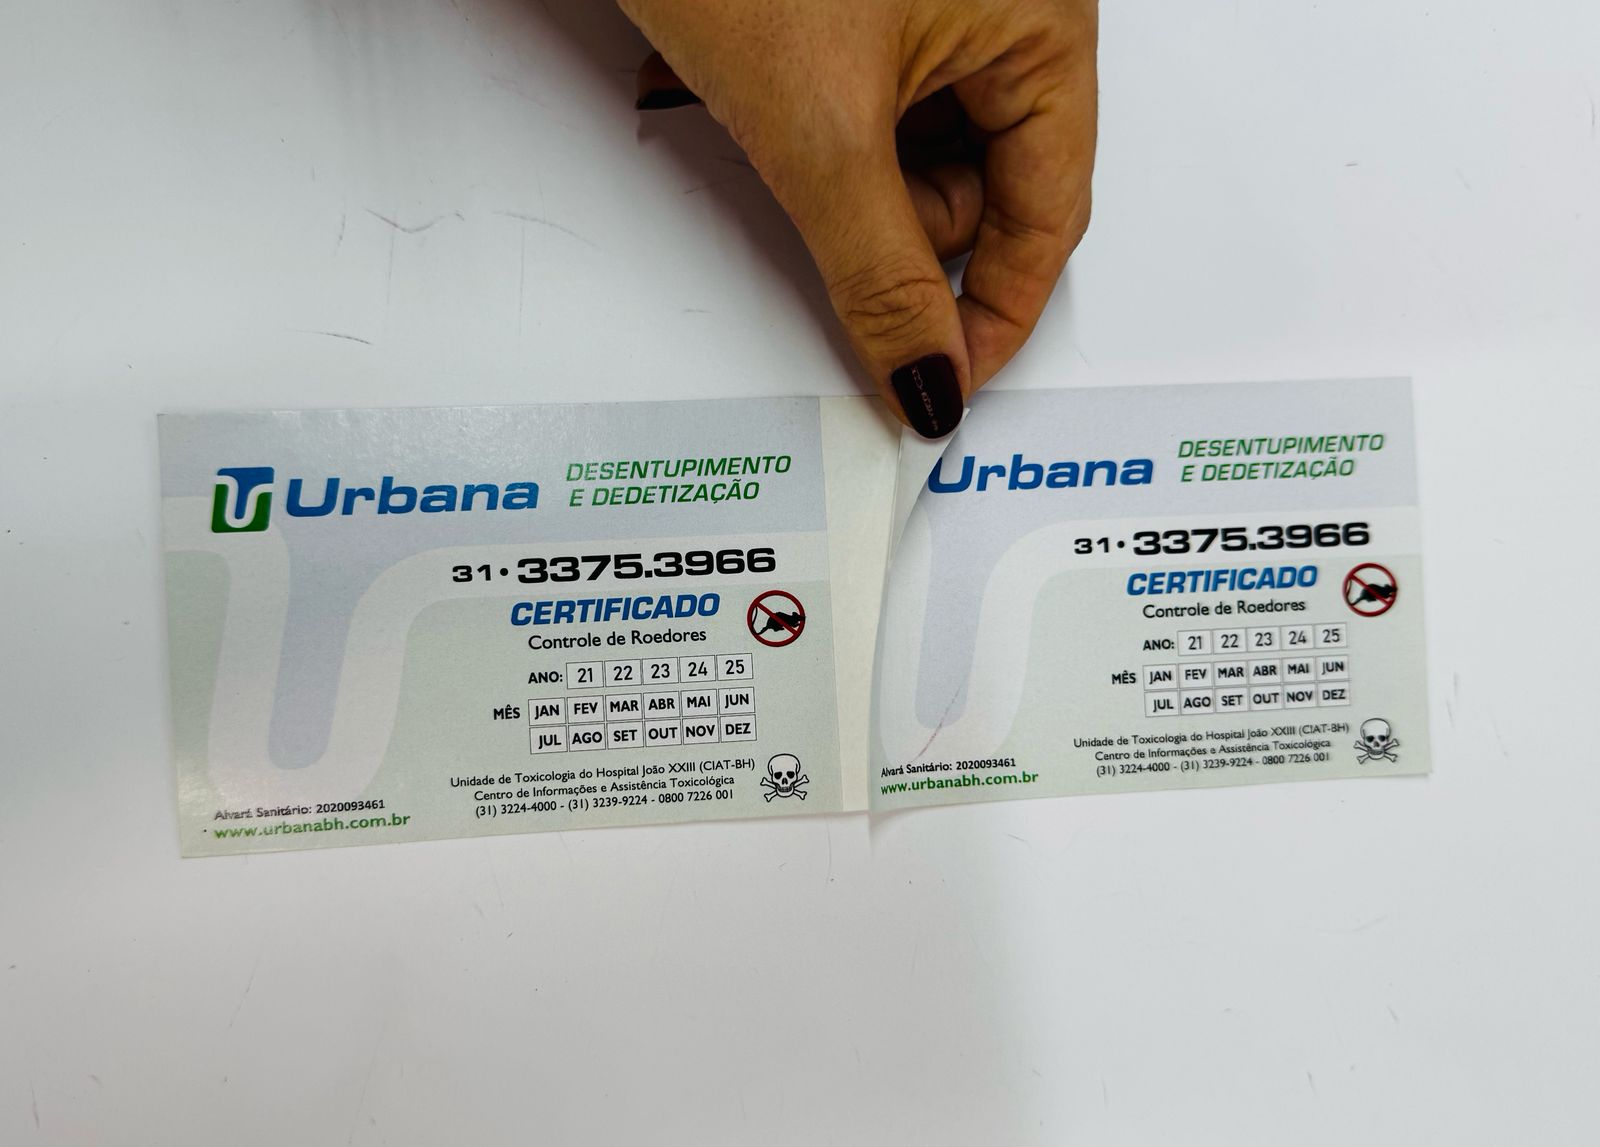 Urbana
DESENTUPIMENTO
E DEDETIZAÇÃO
31·3375.3966
CERTIFICADO
Controle de Roedores
ANO: 21 22 23 24 25
MÊS JAN FEV MAR ABR MAI JUN
JUL AGO SET OUT NOV DEZ
Unidade de Toxicologia do Hospital João XXIII (CIAT-BH)
Centro de Informações e Assistência Toxicológica
(31) 3224-4000 - (31) 3239-9224 - 0800 7226 001
Alvará Sanitário: 2020093461
www.urbanabh.com.br
Urbana
DESENTUPIMENTO
E DEDETIZAÇÃO
31·3375.3966
CERTIFICADO
Controle de Roedores
ANO: 21 22 23 24 25
MÊS JAN FEV MAR ABR MAI JUN
JUL AGO SET OUT NOV DEZ
Unidade de Toxicologia do Hospital João XXIII (CIAT-BH)
Centro de Informações e Assistência Toxicológica
(31) 3224-4000 - (31) 3239-9224 - 0800 7226 001
Alvará Sanitário: 2020093461
www.urbanabh.com.br